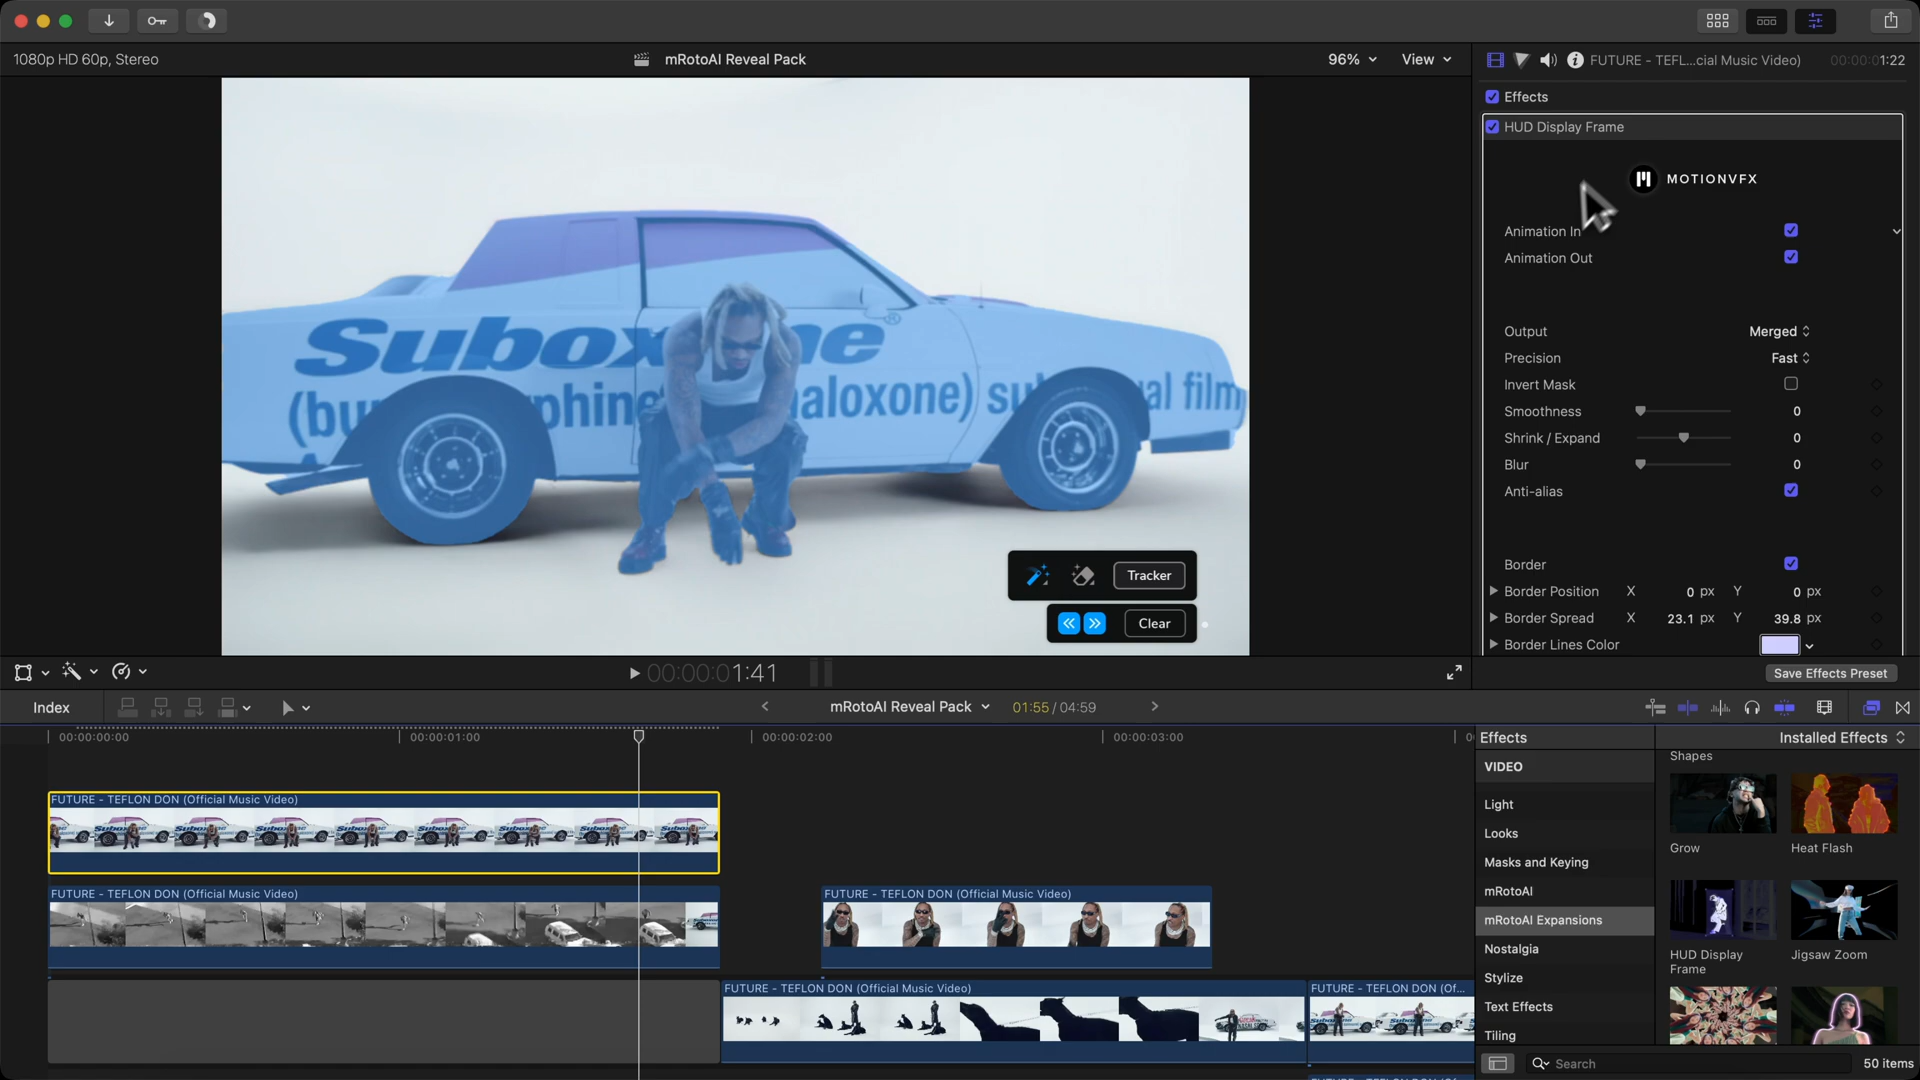 1080p HD 60p, Stereo
mRotoAI Reveal Pack
96%
View
FUTURE - TEFL...cial Music Video)
00:00:01:22
Effects
HUD Display Frame
MOTIONVFX
Animation In
Animation Out
Output
Merged
Precision
Fast
Invert Mask
Smoothness
0
Shrink / Expand
0
Blur
0
Anti-alias
Border
Border Position X 0 px Y 0 px
Border Spread X 23.1 px Y 39.8 px
Border Lines Color
Save Effects Preset
Tracker
Clear
00:00:01:41
Index
mRotoAI Reveal Pack
01:55 / 04:59
00:00:00:00
00:00:01:00
00:00:02:00
00:00:03:00
FUTURE - TEFLON DON (Official Music Video)
FUTURE - TEFLON DON (Official Music Video)
FUTURE - TEFLON DON (Official Music Video)
FUTURE - TEFLON DON (Official Music Video)
FUTURE - TEFLON DON (Of...
Effects
Installed Effects
VIDEO
Light
Looks
Masks and Keying
mRotoAI
mRotoAI Expansions
Nostalgia
Stylize
Text Effects
Tiling
Shapes
Grow
Heat Flash
HUD Display
Frame
Jigsaw Zoom
Search
50 items